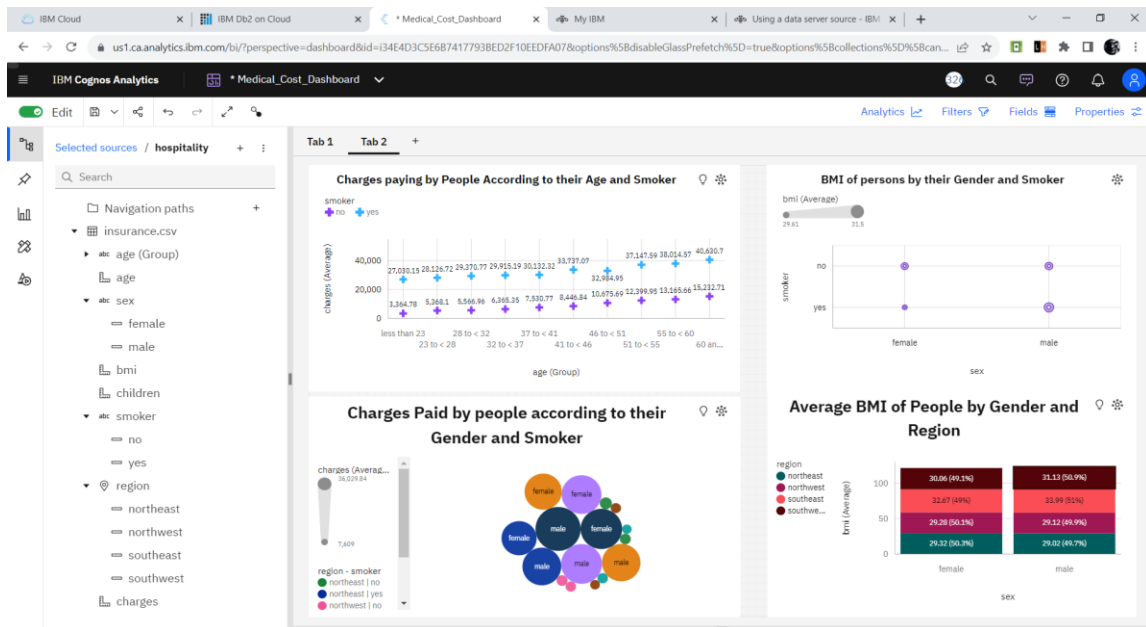 IBM Cloud
IBM Db2 on Cloud
* Medical_Cost_Dashboard
My IBM
Using a data server source - IBM
us1.ca.analytics.ibm.com/bi/?perspective=dashboard&id=i34E4D3C5E6B7417793BED2F10EEDFA07&options%5BdisableGlassPrefetch%5D=true&options%5Bcollections%5D%5Bcan...
IBM Cognos Analytics
* Medical_Cost_Dashboard
Edit
Analytics
Filters
Fields
Properties
Selected sources / hospitality
Search
Navigation paths
insurance.csv
abc age (Group)
age
abc sex
female
male
bmi
children
abc smoker
no
yes
region
northeast
northwest
southeast
southwest
charges
Tab 1 Tab 2 +
Charges paying by People According to their Age and Smoker
smoker
no yes
charges (Average)
40,000
20,000
0
27,030.15 28,126.72 29,370.77 29,915.19 30,132.32 33,737.07 32,984.95 37,147.59 38,014.57 40,630.7
3,364.78 5,368.1 5,566.96 6,365.35 7,530.77 8,446.84 10,675.69 12,399.95 13,165.66 15,232.71
less than 23 28 to < 32 37 to < 41 46 to < 51 55 to < 60
23 to < 28 32 to < 37 41 to < 46 51 to < 55 60 an...
age (Group)
BMI of persons by their Gender and Smoker
bmi (Average)
29.61 31.5
smoker
no
yes
female male
sex
Charges Paid by people according to their
Gender and Smoker
charges (Averag...
36,029.84
7,609
region - smoker
northeast | no
northeast | yes
northwest | no
female
female
male
female
female
male
male
male
Average BMI of People by Gender and
Region
region
northeast
northwest
southeast
southwe...
bmi (Average)
100
50
0
30.06 (49.1%) 31.13 (50.9%)
32.67 (49%) 33.99 (51%)
29.28 (50.1%) 29.12 (49.9%)
29.32 (50.3%) 29.02 (49.7%)
female male
sex